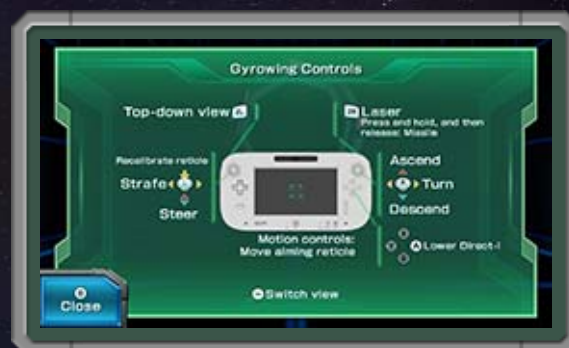 Gyrowing Controls
Top-down view
ZR Laser
Press and hold, and then
release: Missile
Recalibrate reticle
Strafe
Steer
Ascend
Turn
Descend
Motion controls:
Move aiming reticle
A Lower Direct-i
Switch view
Close